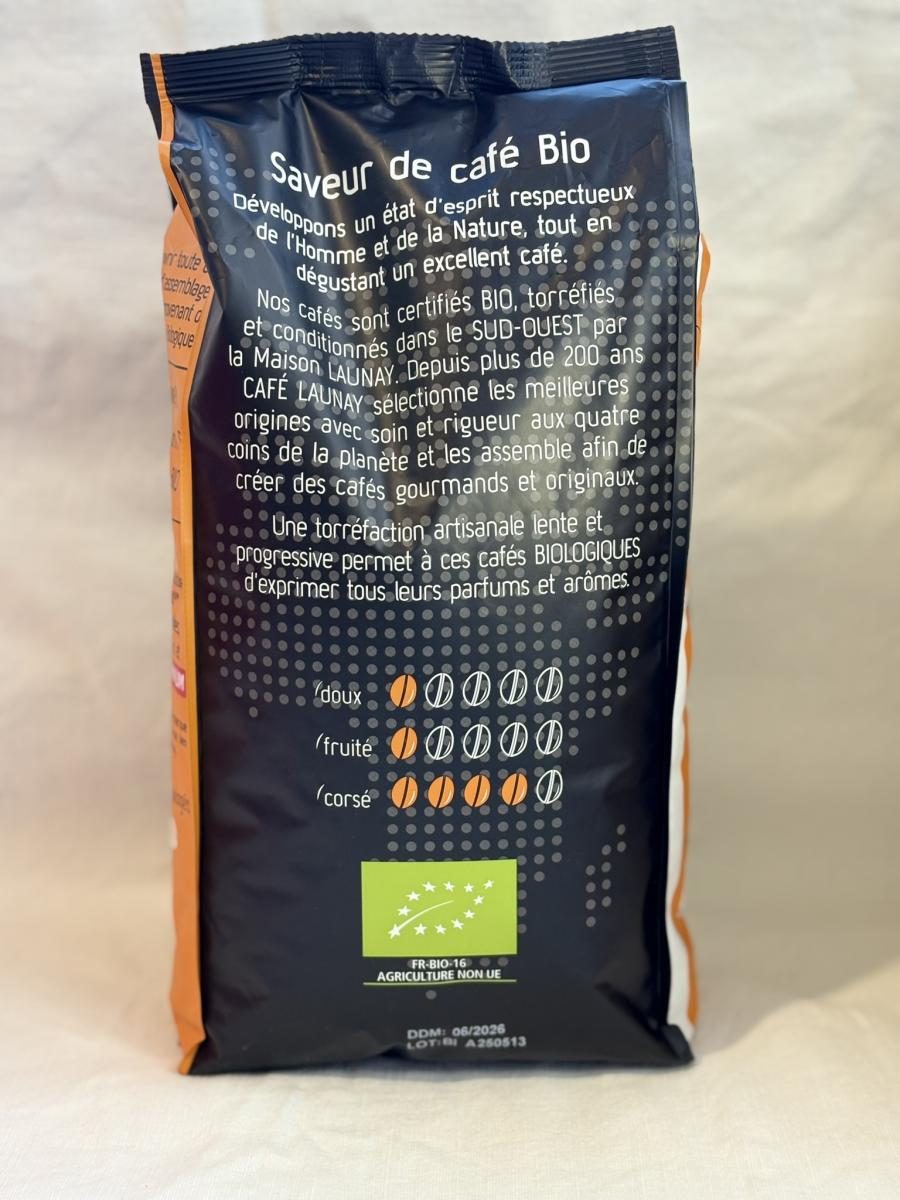 Saveur de café Bio
Développons un état d'esprit respectueux
de l'Homme et de la Nature, tout en
dégustant un excellent café.
Nos cafés sont certifiés BIO, torréfiés
et conditionnés dans le SUD-OUEST par
la Maison LAUNAY. Depuis plus de 200 ans
CAFÉ LAUNAY sélectionne les meilleures
origines avec soin et rigueur aux quatre
coins de la planète et les assemble afin de
créer des cafés gourmands et originaux.
Une torréfaction artisanale lente et
progressive permet à ces cafés BIOLOGIQUES
d'exprimer tous leurs parfums et arômes.
doux
fruité
corsé
FR-BIO-16
AGRICULTURE NON UE
DDM: 06/2026
LOT: BI A250513
toute
assemblage